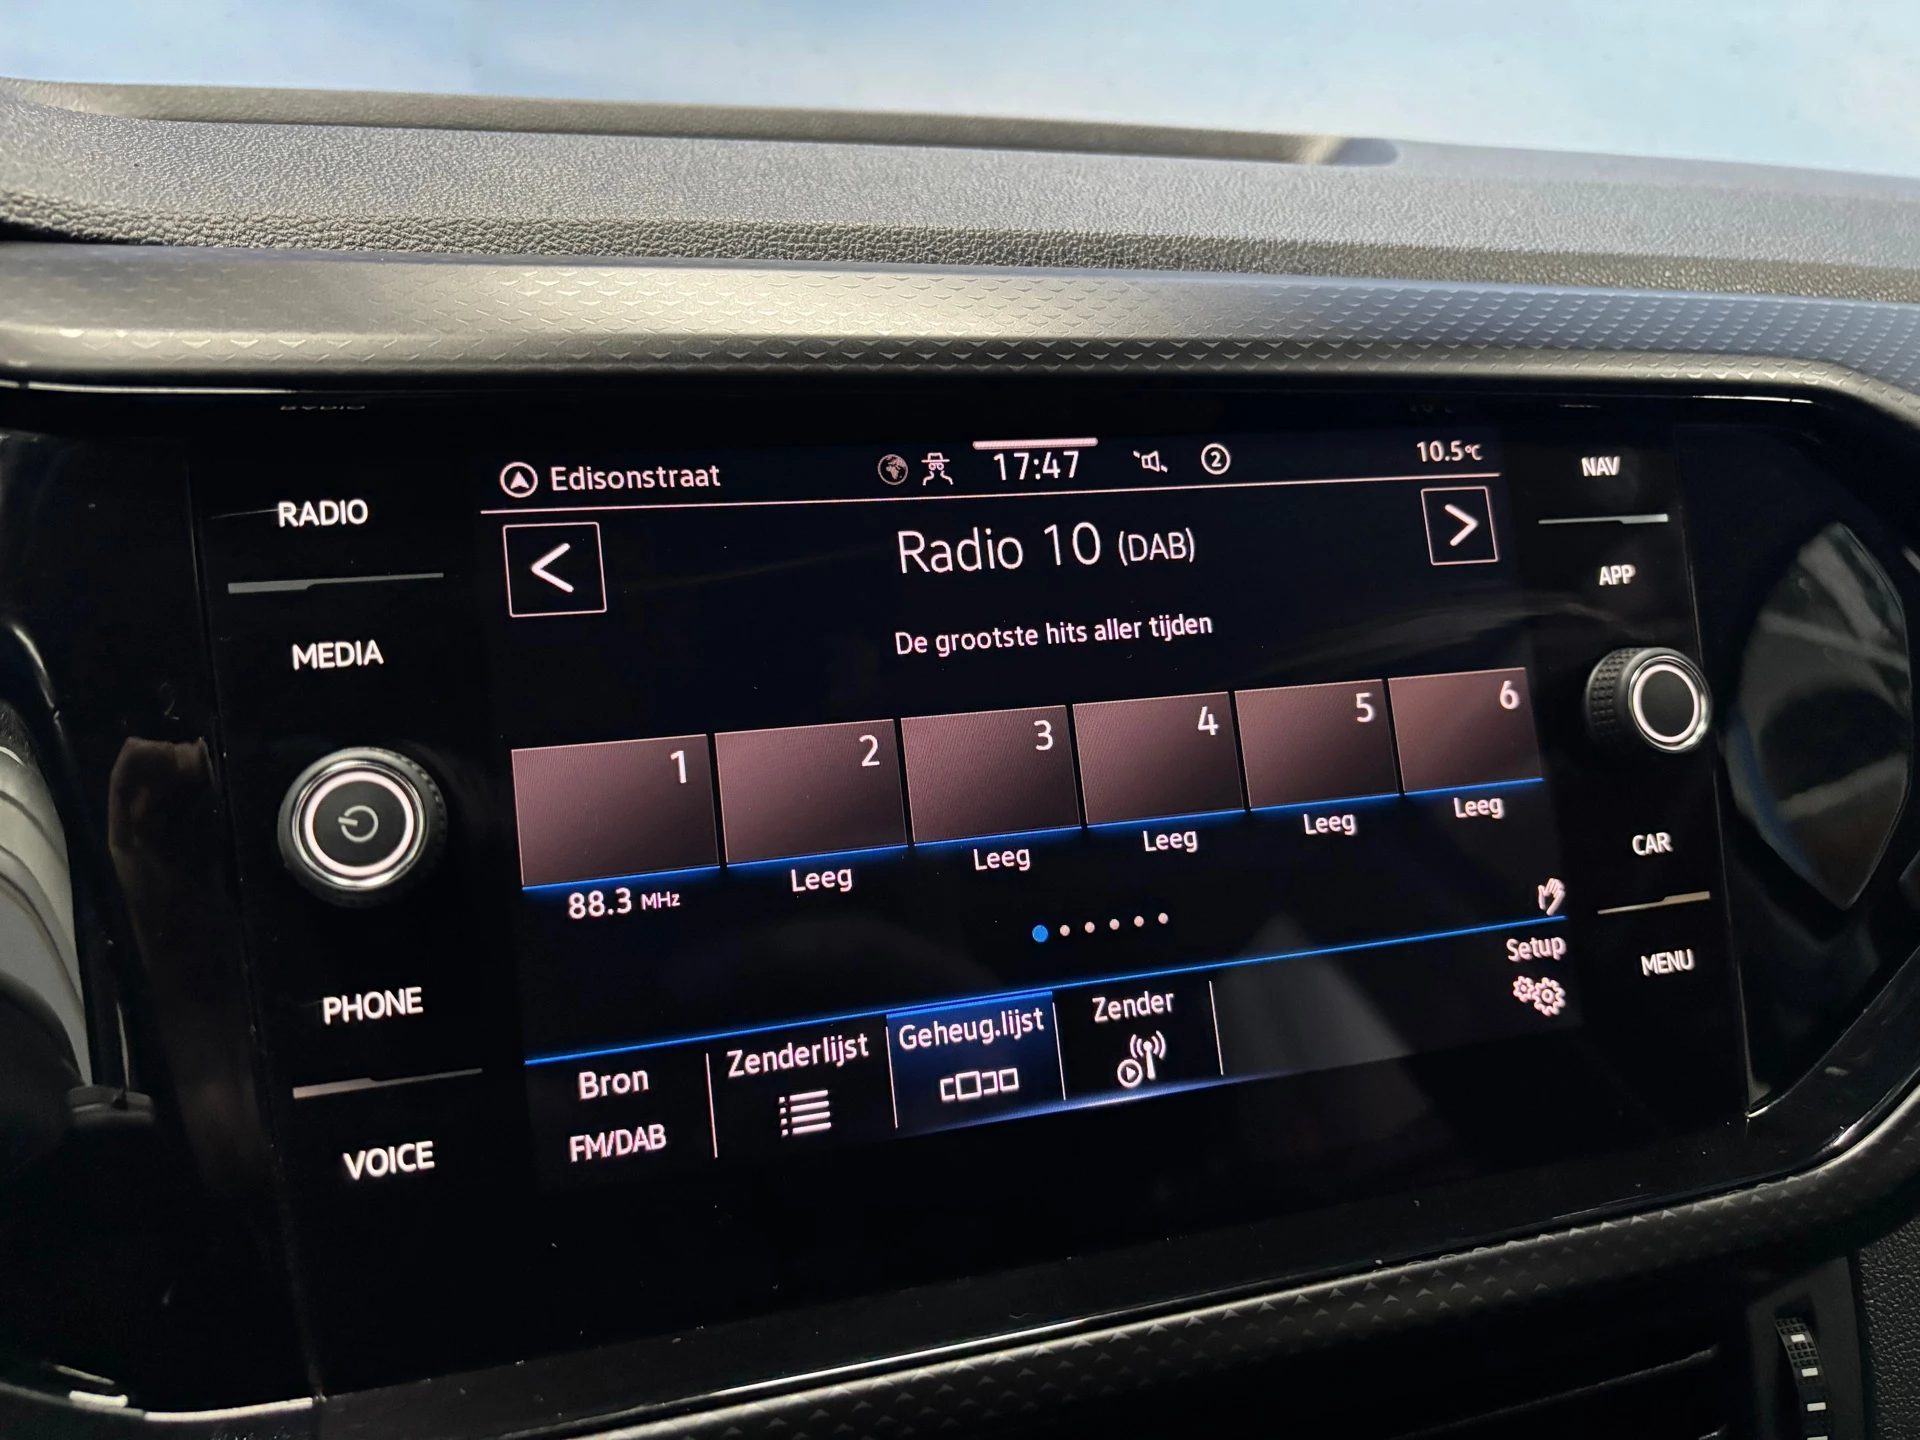 RADIO
MEDIA
PHONE
VOICE
Edisonstraat
17:47
2
10.5°C
<
Radio 10 (DAB)
>
De grootste hits aller tijden
1
2
3
4
5
6
88.3 MHz
Leeg
Leeg
Leeg
Leeg
Leeg
Bron
FM/DAB
Zenderlijst
Geheug.lijst
Zender
Setup
NAV
APP
CAR
MENU